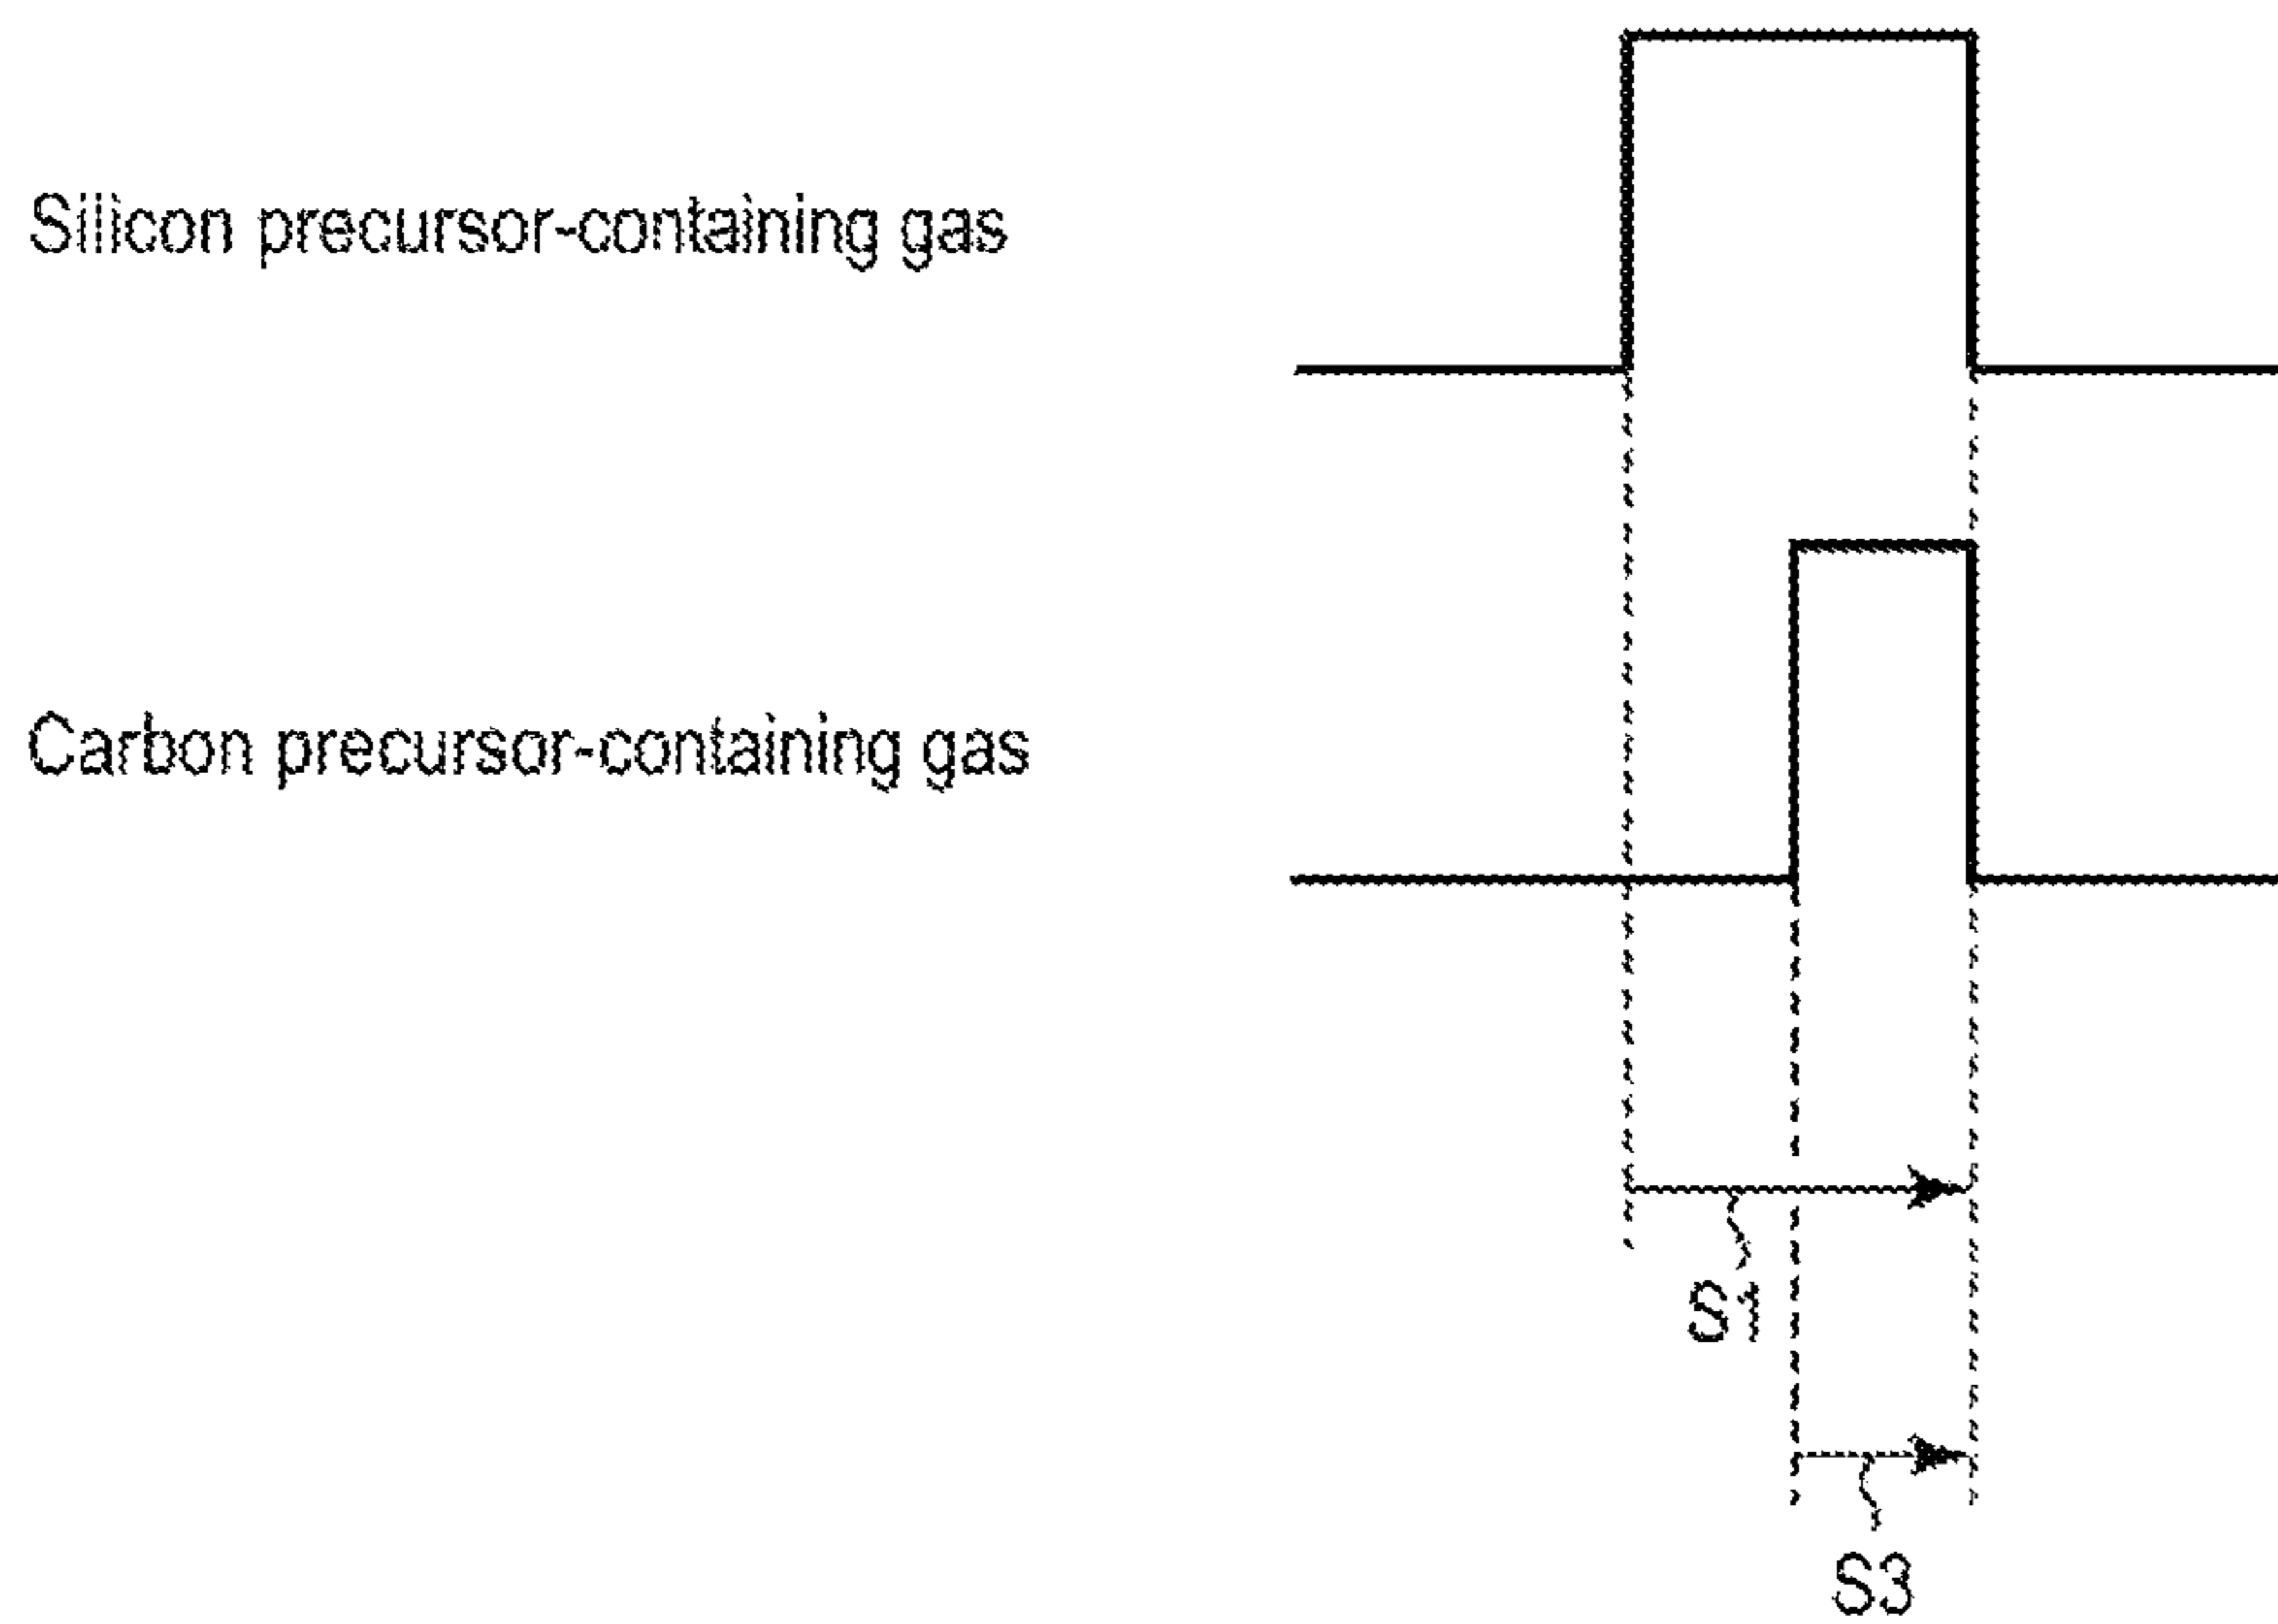 Silicon precursor-containing gas
Carbon precursor-containing gas
S1
S3